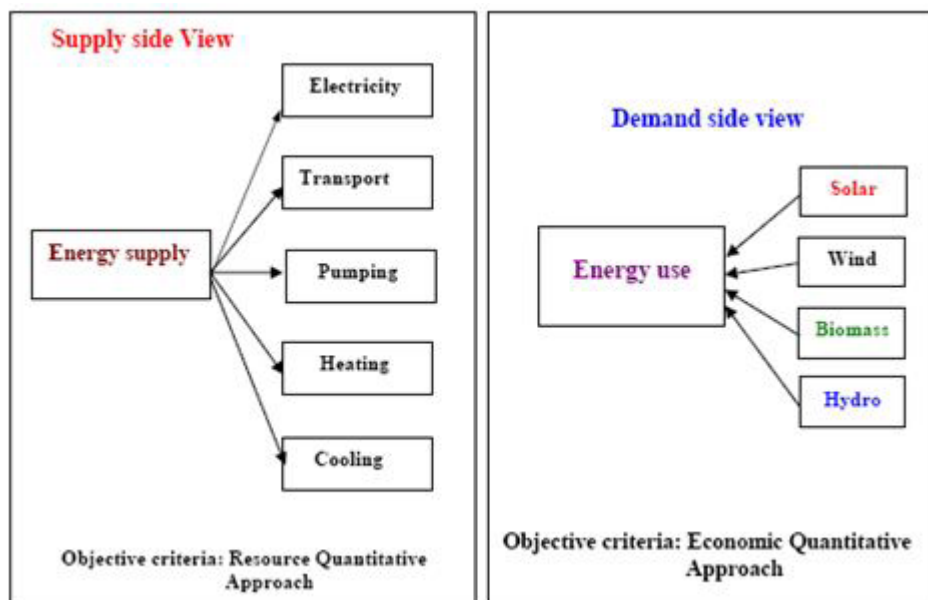 Supply side View
Electricity
Transport
Energy supply
Pumping
Heating
Cooling
Objective criteria: Resource Quantitative
Approach
Demand side view
Solar
Energy use
Wind
Biomass
Hydro
Objective criteria: Economic Quantitative
Approach